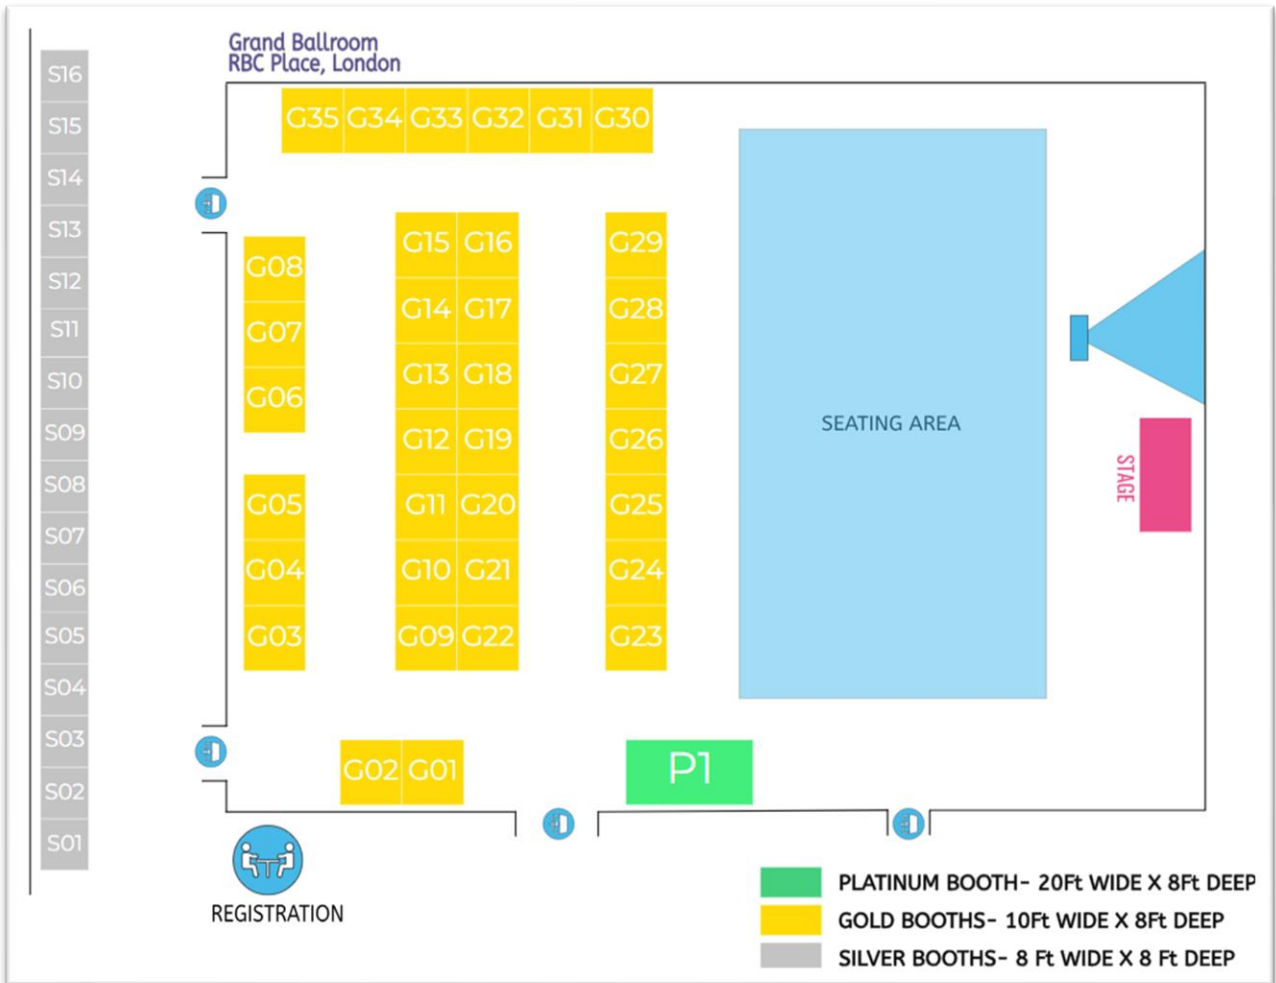 Grand Ballroom
RBC Place, London
S16
S15
S14
S13
S12
S11
S10
S09
S08
S07
S06
S05
S04
S03
S02
S01
G35 G34 G33 G32 G31 G30
G08
G07
G06
G05
G04
G03
G15 G16
G14 G17
G13 G18
G12 G19
G11 G20
G10 G21
G09 G22
G29
G28
G27
G26
G25
G24
G23
G02 G01
P1
SEATING AREA
STAGE
REGISTRATION
PLATINUM BOOTH- 20Ft WIDE X 8Ft DEEP
GOLD BOOTHS- 10Ft WIDE X 8Ft DEEP
SILVER BOOTHS- 8 Ft WIDE X 8 Ft DEEP